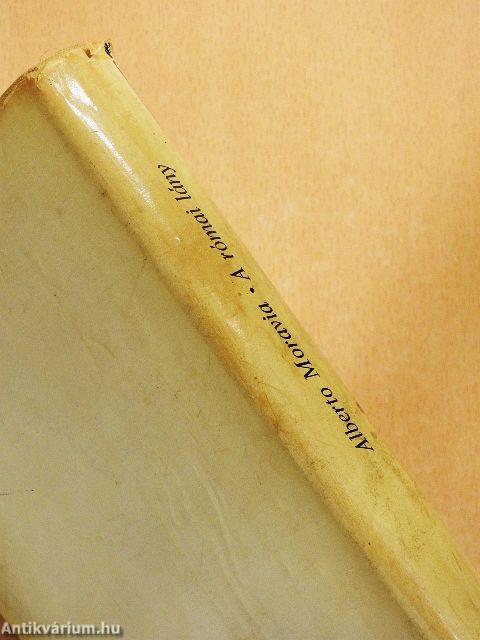 Alberto Moravia • A római lány
Antikvárium.hu